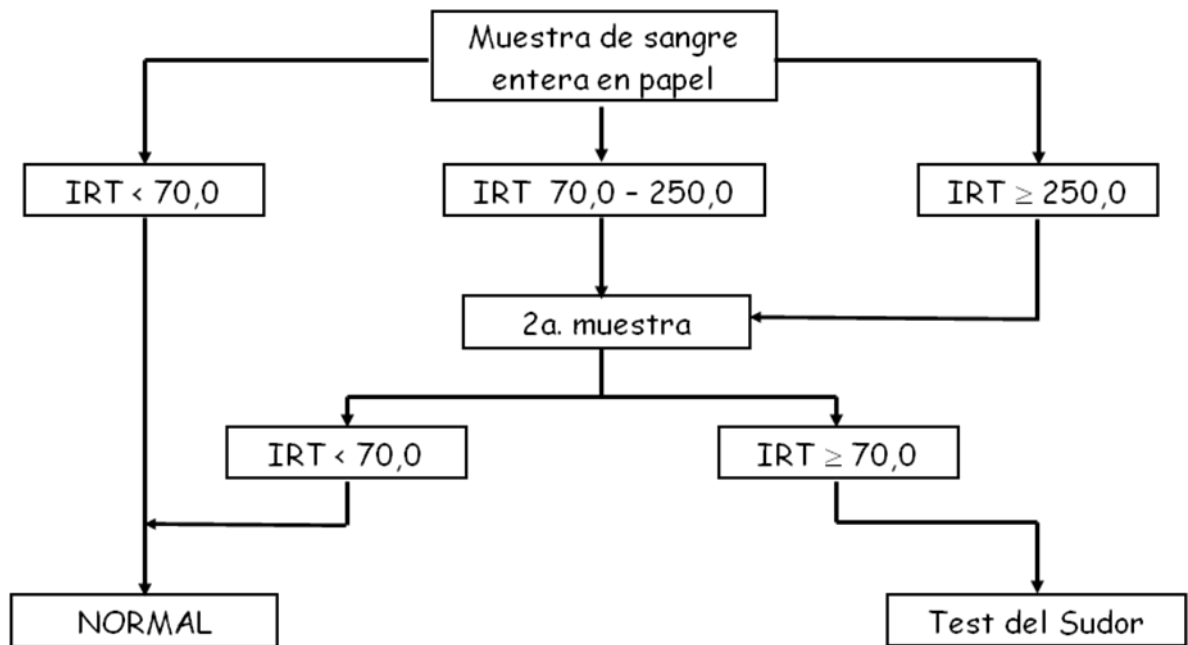 Muestra de sangre
entera en papel
IRT < 70,0
IRT 70,0 - 250,0
IRT ≥ 250,0
2a. muestra
IRT < 70,0
IRT ≥ 70,0
NORMAL
Test del Sudor